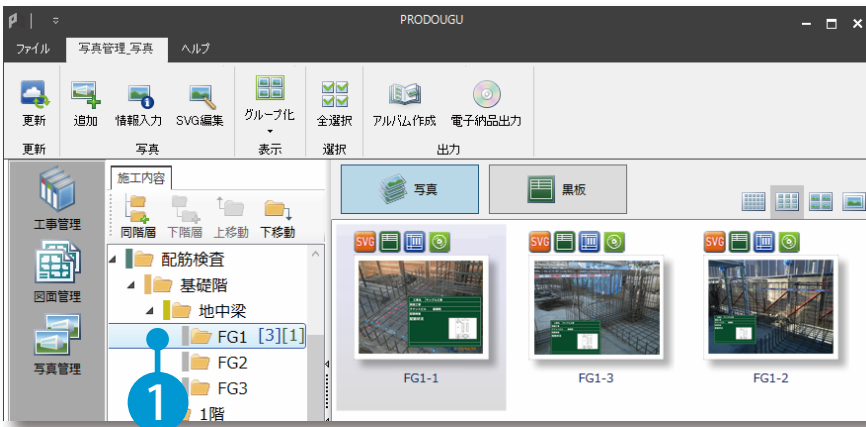 PRODOUGU
ファイル 写真管理_写真 ヘルプ
更新 追加 情報入力 SVG編集 グループ化 全選択 アルバム作成 電子納品出力
更新 写真 表示 選択 出力
工事管理
図面管理
写真管理
施工内容
同階層 下階層 上移動 下移動
配筋検査
基礎階
地中梁
FG1 [3][1]
FG2
FG3
1階
1
写真 黒板
SVG SVG SVG
FG1-1 FG1-3 FG1-2